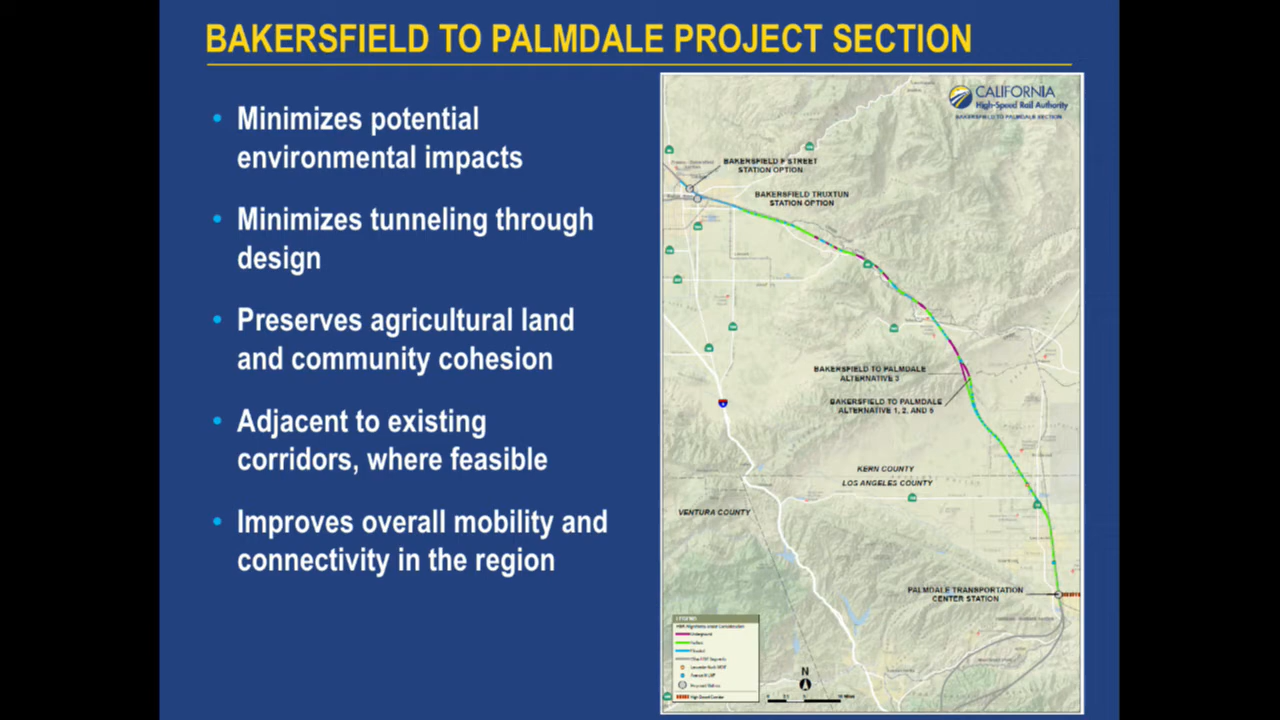 BAKERSFIELD TO PALMDALE PROJECT SECTION
• Minimizes potential
environmental impacts
• Minimizes tunneling through
design
• Preserves agricultural land
and community cohesion
• Adjacent to existing
corridors, where feasible
• Improves overall mobility and
connectivity in the region
CALIFORNIA
High-Speed Rail Authority
BAKERSFIELD TO PALMDALE SECTION
BAKERSFIELD F STREET
STATION OPTION
BAKERSFIELD TRUXTUN
STATION OPTION
BAKERSFIELD TO PALMDALE
ALTERNATIVE 3
BAKERSFIELD TO PALMDALE
ALTERNATIVE 1, 2, AND 5
KERN COUNTY
LOS ANGELES COUNTY
VENTURA COUNTY
PALMDALE TRANSPORTATION
CENTER STATION
LEGEND
Underground
N